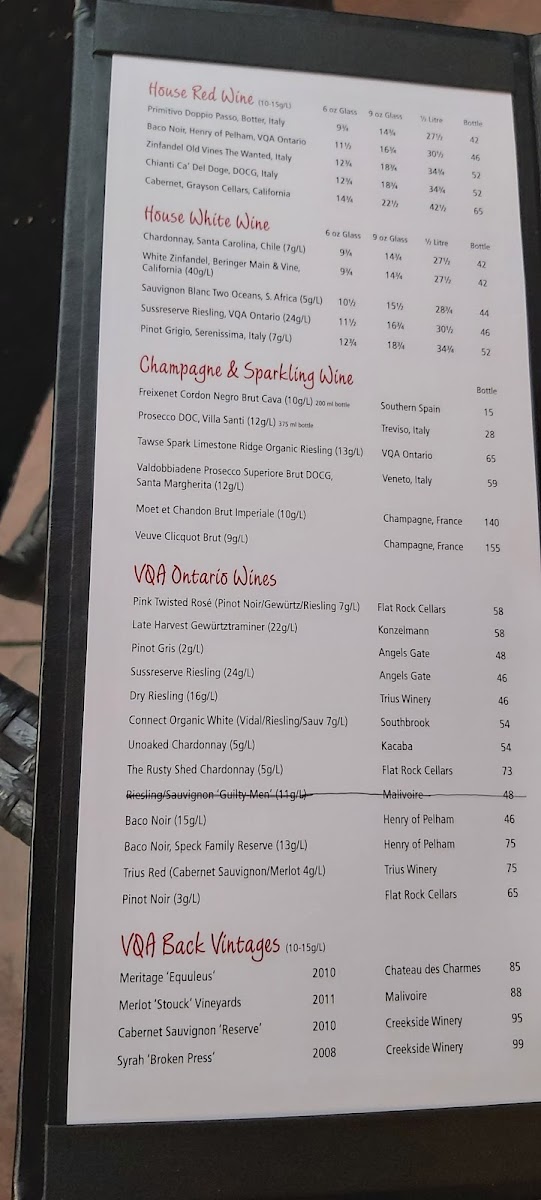 House Red Wine (10-15g/L) 6 oz Glass 9 oz Glass ½ Litre Bottle
Primitivo Doppio Passo, Botter, Italy 9¾ 14¾ 27½ 42
Baco Noir, Henry of Pelham, VQA Ontario 11½ 16¾ 30½ 46
Zinfandel Old Vines The Wanted, Italy 12¾ 18¾ 34¾ 52
Chianti Ca' Del Doge, DOCG, Italy 12¾ 18¾ 34¾ 52
Cabernet, Grayson Cellars, California 14¾ 22½ 42½ 65
House White Wine 6 oz Glass 9 oz Glass ½ Litre Bottle
Chardonnay, Santa Carolina, Chile (7g/L) 9¾ 14¾ 27½ 42
White Zinfandel, Beringer Main & Vine,
California (40g/L) 9¾ 14¾ 27½ 42
Sauvignon Blanc Two Oceans, S. Africa (5g/L) 10½ 15½ 28¾ 44
Sussreserve Riesling, VQA Ontario (24g/L) 11½ 16¾ 30½ 46
Pinot Grigio, Serenissima, Italy (7g/L) 12¾ 18¾ 34¾ 52
Champagne & Sparkling Wine Bottle
Freixenet Cordon Negro Brut Cava (10g/L) 200 ml bottle Southern Spain 15
Prosecco DOC, Villa Santi (12g/L) 375 ml bottle Treviso, Italy 28
Tawse Spark Limestone Ridge Organic Riesling (13g/L) VQA Ontario 65
Valdobbiadene Prosecco Superiore Brut DOCG, Veneto, Italy 59
Santa Margherita (12g/L)
Moet et Chandon Brut Imperiale (10g/L) Champagne, France 140
Veuve Clicquot Brut (9g/L) Champagne, France 155
VQA Ontario Wines
Pink Twisted Rosé (Pinot Noir/Gewürtz/Riesling 7g/L) Flat Rock Cellars 58
Late Harvest Gewürtztraminer (22g/L) Konzelmann 58
Pinot Gris (2g/L) Angels Gate 48
Sussreserve Riesling (24g/L) Angels Gate 46
Dry Riesling (16g/L) Trius Winery 46
Connect Organic White (Vidal/Riesling/Sauv 7g/L) Southbrook 54
Unoaked Chardonnay (5g/L) Kacaba 54
The Rusty Shed Chardonnay (5g/L) Flat Rock Cellars 73
Riesling/Sauvignon 'Guilty Men' (11g/L) Malivoire 48
Baco Noir (15g/L) Henry of Pelham 46
Baco Noir, Speck Family Reserve (13g/L) Henry of Pelham 75
Trius Red (Cabernet Sauvignon/Merlot 4g/L) Trius Winery 75
Pinot Noir (3g/L) Flat Rock Cellars 65
VQA Back Vintages (10-15g/L)
Meritage 'Equuleus' 2010 Chateau des Charmes 85
Merlot 'Stouck' Vineyards 2011 Malivoire 88
Cabernet Sauvignon 'Reserve' 2010 Creekside Winery 95
Syrah 'Broken Press' 2008 Creekside Winery 99